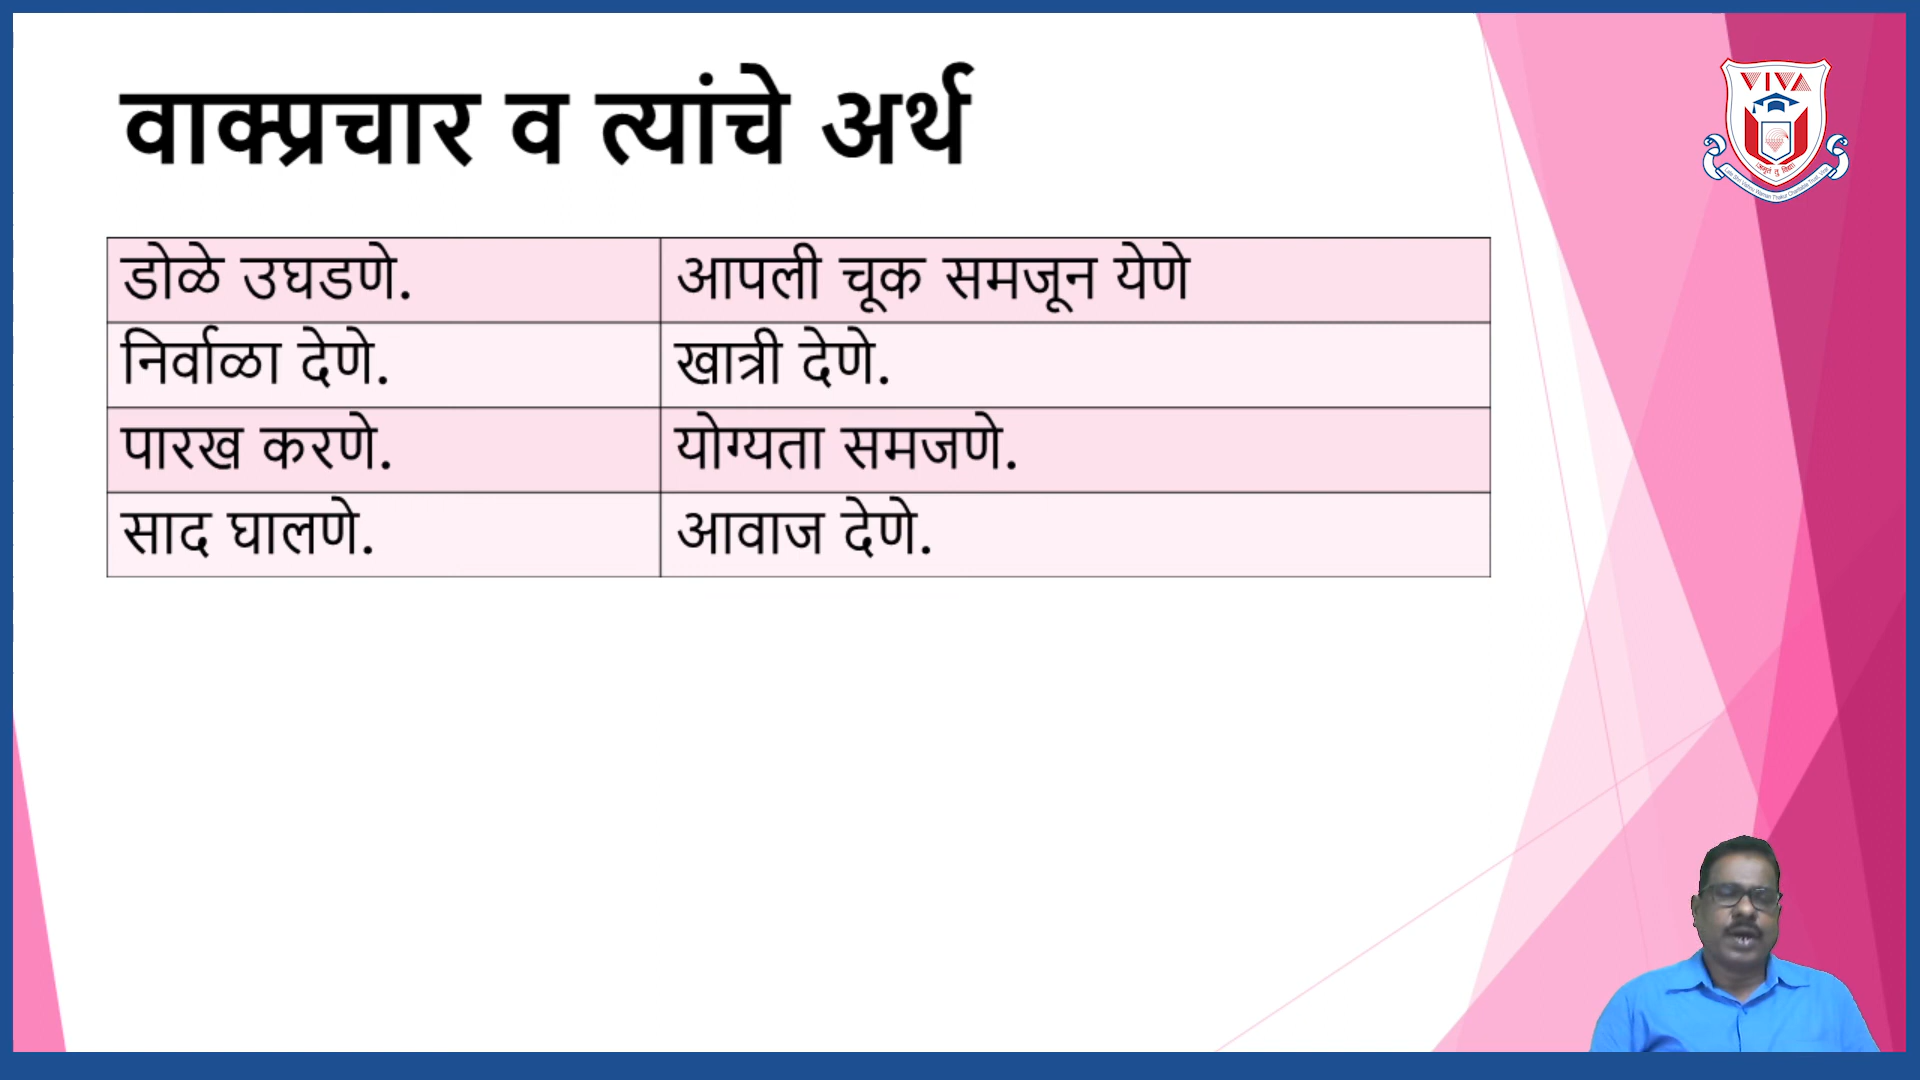 वाक्प्रचार व त्यांचे अर्थ
VIVA
डोळे उघडणे. आपली चूक समजून येणे
निर्वाळा देणे. खात्री देणे.
पारख करणे. योग्यता समजणे.
साद घालणे. आवाज देणे.